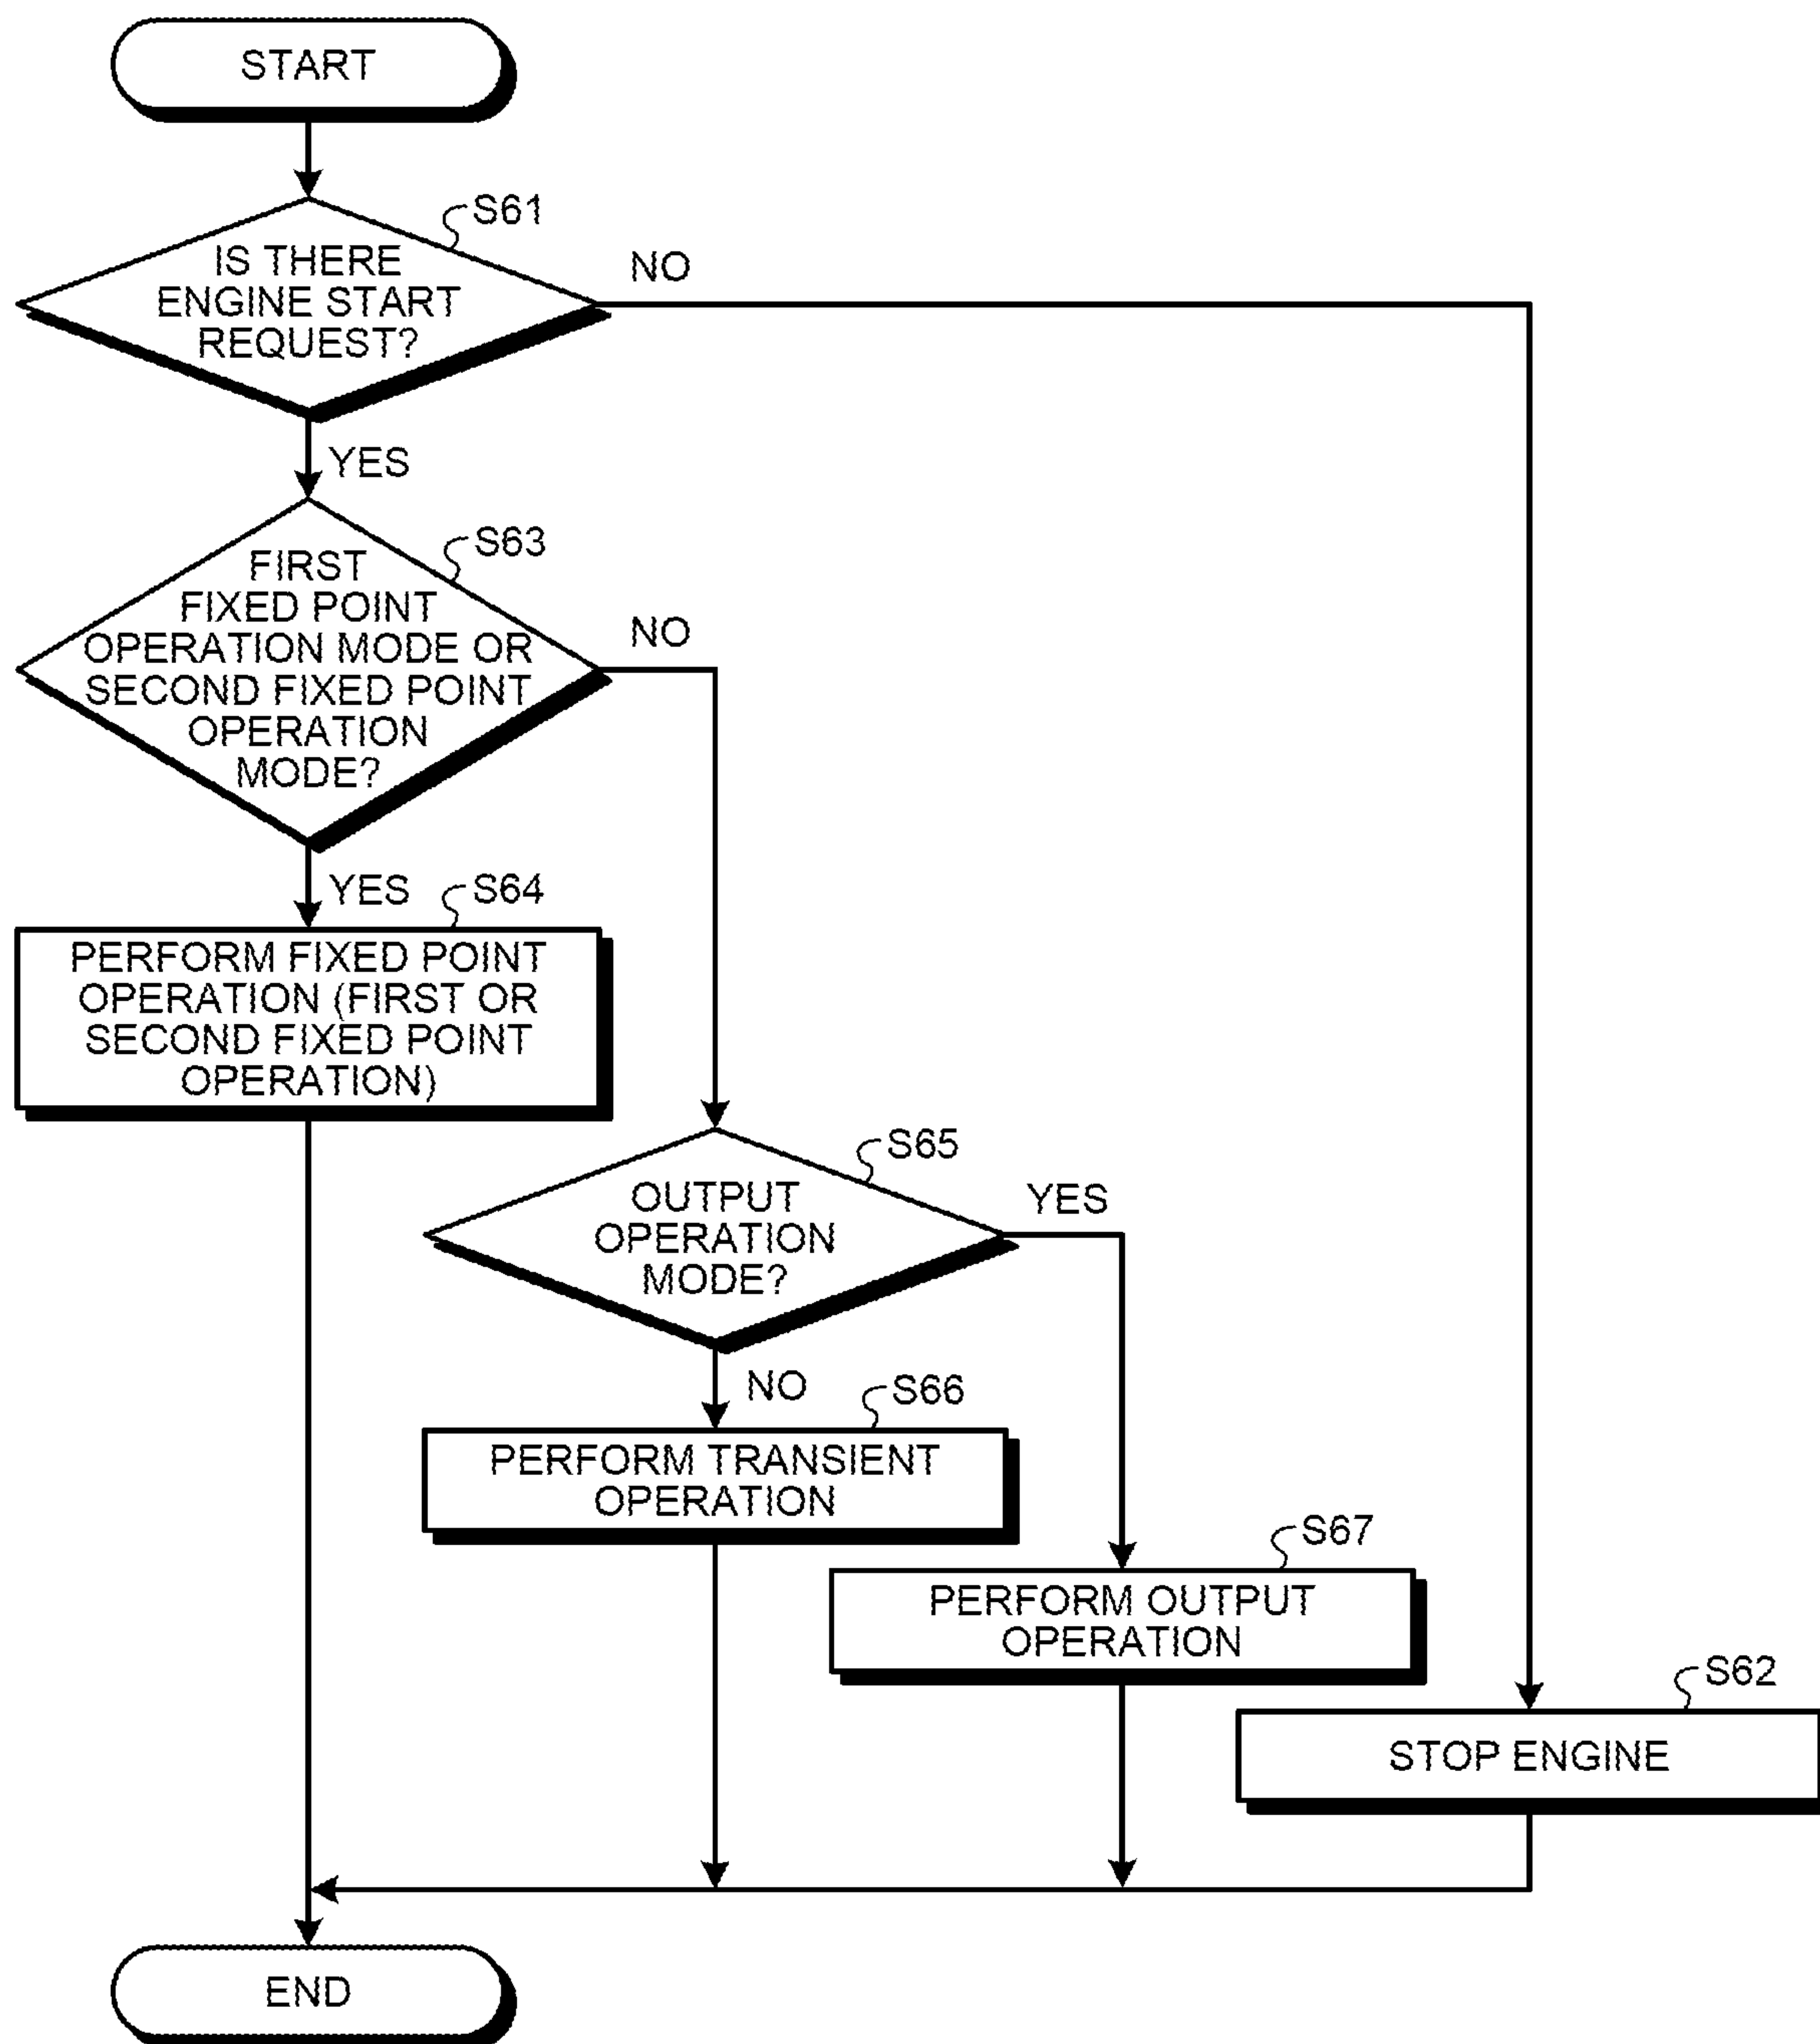 START
S61
IS THERE
ENGINE START
REQUEST?
NO
YES
S63
FIRST
FIXED POINT
OPERATION MODE OR
SECOND FIXED POINT
OPERATION
MODE?
NO
YES
S64
PERFORM FIXED POINT
OPERATION (FIRST OR
SECOND FIXED POINT
OPERATION)
S65
OUTPUT
OPERATION
MODE?
YES
NO
S66
PERFORM TRANSIENT
OPERATION
S67
PERFORM OUTPUT
OPERATION
S62
STOP ENGINE
END